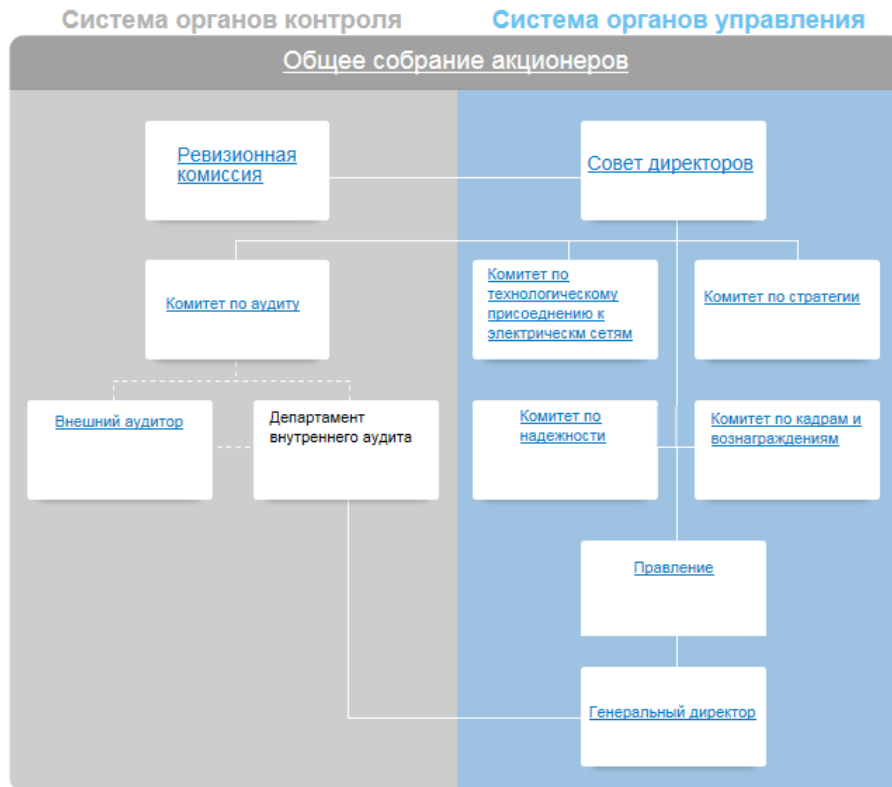 Система органов контроля
Система органов управления
Общее собрание акционеров
Ревизионная
комиссия
Совет директоров
Комитет по аудиту
Комитет по
технологическому
присоединению к
электрическм сетям
Комитет по стратегии
Внешний аудитор
Департамент
внутреннего аудита
Комитет по
надежности
Комитет по кадрам и
вознаграждениям
Правление
Генеральный директор